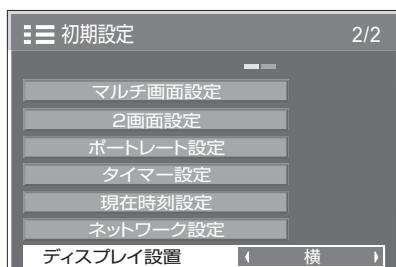 初期設定 2/2
マルチ画面設定
2画面設定
ポートレート設定
タイマー設定
現在時刻設定
ネットワーク設定
ディスプレイ設置 横